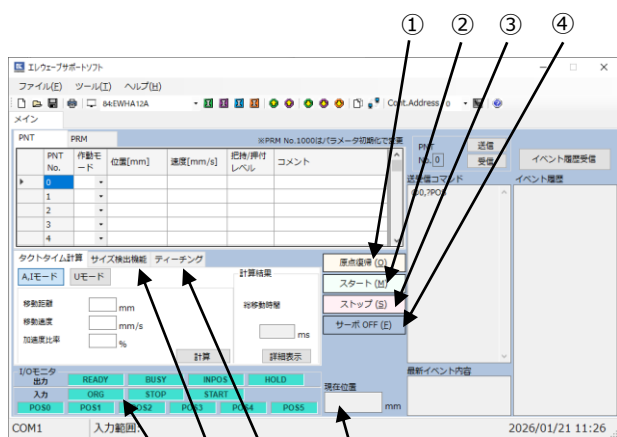 ① ② ③ ④
エレウェーブサポートソフト
ファイル(F) ツール(T) ヘルプ(H)
84:EWHA12A Cont.Address 0
メイン
PNT PRM ※PRM No.1000はパラメータ初期化で変更
PNT No. 作動モード 位置[mm] 速度[mm/s] 把持/押付レベル コメント
0
1
2
3
4
PNT 送信
No. 0 受信
イベント履歴受信
送受信コマンド イベント履歴
@0,?POS
タクトタイム計算 サイズ検出機能 ティーチング
A,Iモード Uモード
計算結果
移動距離 mm
総移動時間
移動速度 mm/s
ms
加速度比率 %
計算 詳細表示
原点復帰 (O)
スタート (M)
ストップ (S)
サーボ OFF (F)
I/Oモニタ
出力 READY BUSY INPOS HOLD
入力 ORG STOP START
POS0 POS1 POS2 POS3 POS4 POS5
現在位置
mm
最新イベント内容
COM1 入力範囲: 2026/01/21 11:26